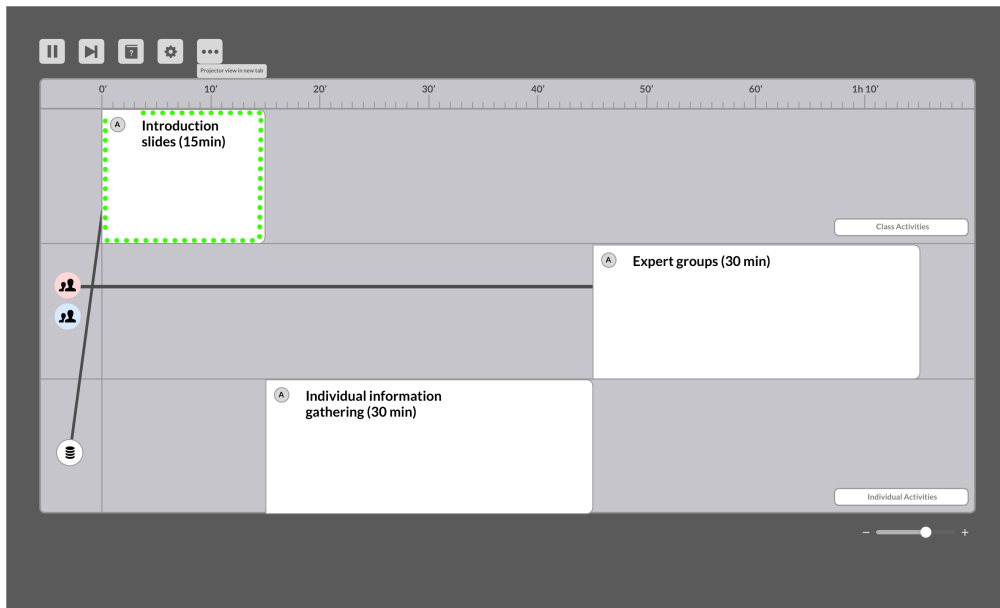 ?
Projector view in new tab
0' 10' 20' 30' 40' 50' 60' 1h 10'
A Introduction
slides (15min)
Class Activities
A Expert groups (30 min)
A Individual information
gathering (30 min)
Individual Activities
− +